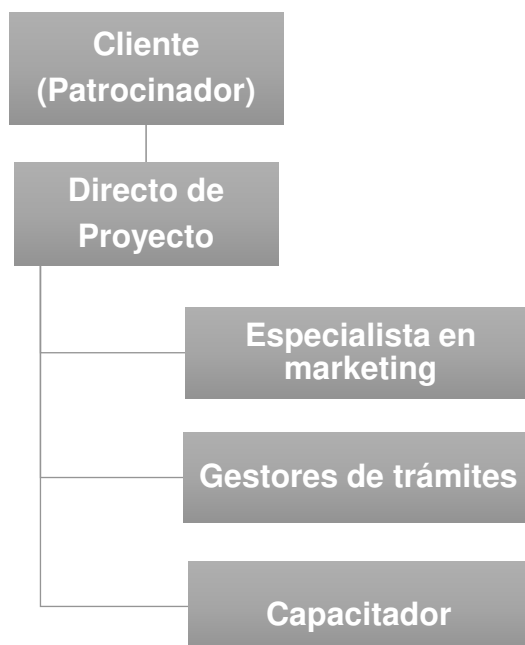 Cliente
(Patrocinador)
Directo de
Proyecto
Especialista en
marketing
Gestores de trámites
Capacitador